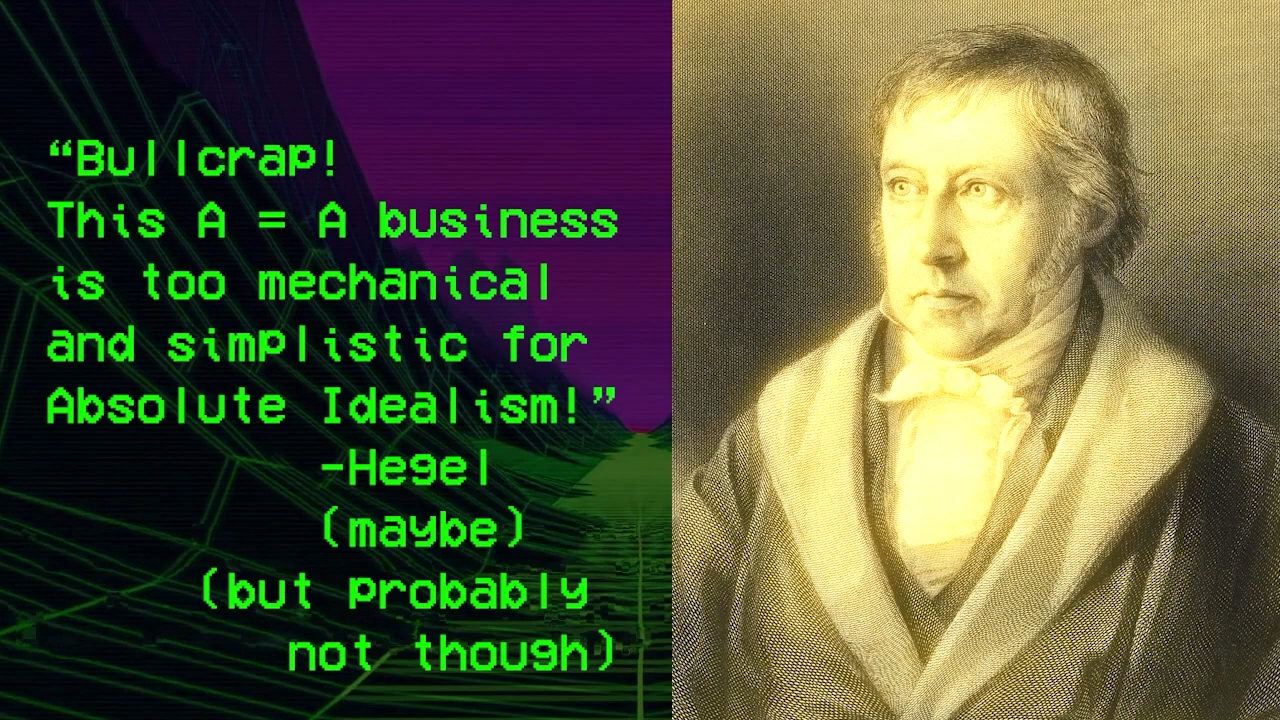 “Bullcrap!
This A = A business
is too mechanical
and simplistic for
Absolute Idealism!”
-Hegel
(maybe)
(but probably
not though)